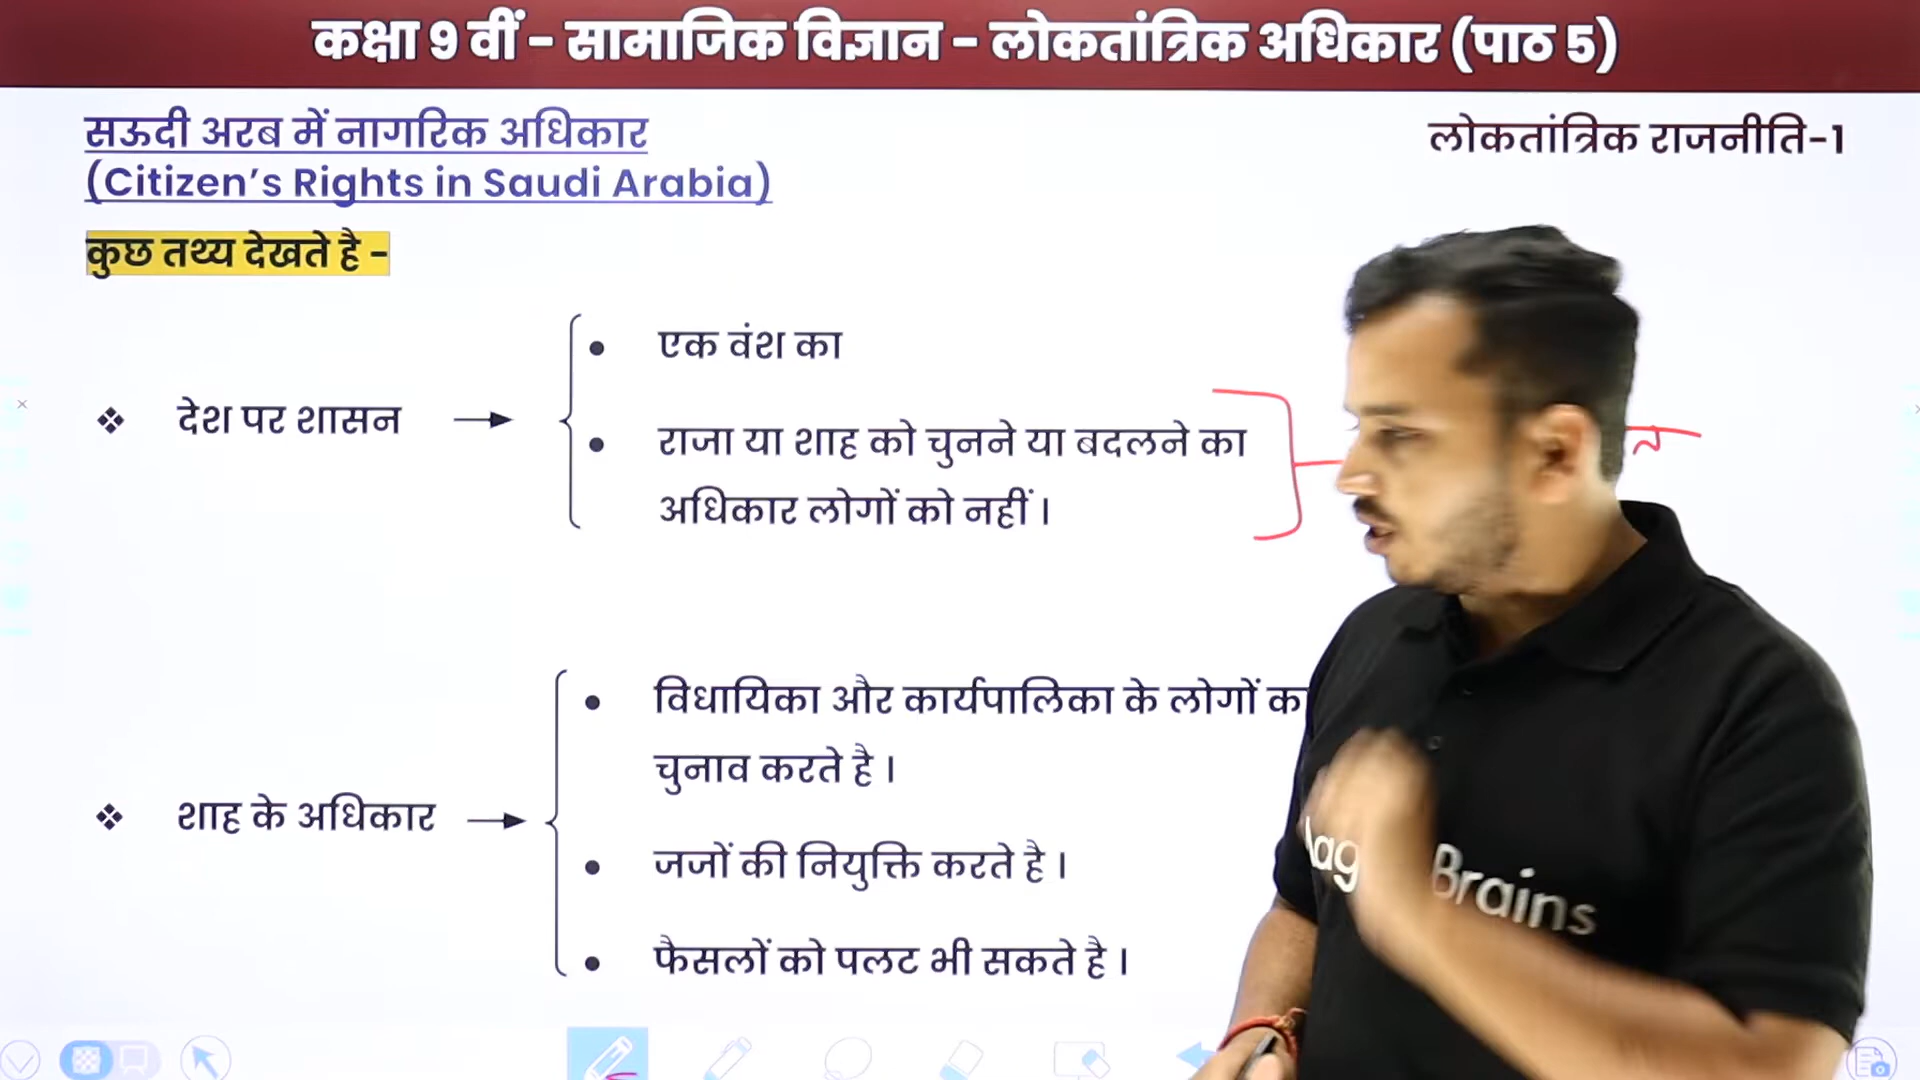 कक्षा 9 वीं - सामाजिक विज्ञान - लोकतांत्रिक अधिकार (पाठ 5)
सऊदी अरब में नागरिक अधिकार
(Citizen's Rights in Saudi Arabia)
लोकतांत्रिक राजनीति-1
कुछ तथ्य देखते है -
देश पर शासन
एक वंश का
राजा या शाह को चुनने या बदलने का
अधिकार लोगों को नहीं।
शाह के अधिकार
विधायिका और कार्यपालिका के लोगों का
चुनाव करते है।
जजों की नियुक्ति करते है।
फैसलों को पलट भी सकते है।
Brains